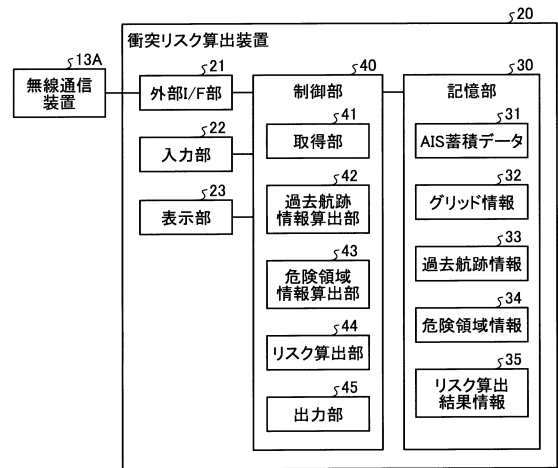 20
衝突リスク算出装置
13A
無線通信
装置
21
外部I/F部
22
入力部
23
表示部
40
制御部
41
取得部
42
過去航跡
情報算出部
43
危険領域
情報算出部
44
リスク算出部
45
出力部
30
記憶部
31
AIS蓄積データ
32
グリッド情報
33
過去航跡情報
34
危険領域情報
35
リスク算出
結果情報